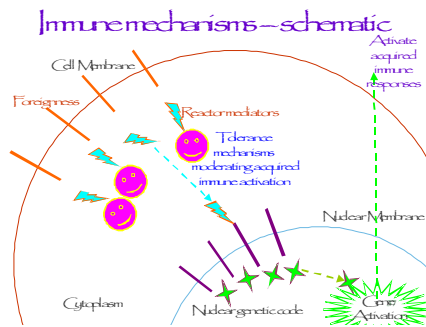 Immune mechanisms – schematic
Activate
acquired
immune
responses
Cell Membrane
Foreignness
Reactor mediators
Tolerance
mechanisms
moderating acquired
immune activation
Nuclear Membrane
Cytoplasm
Nuclear genetic code
Gene
Activation